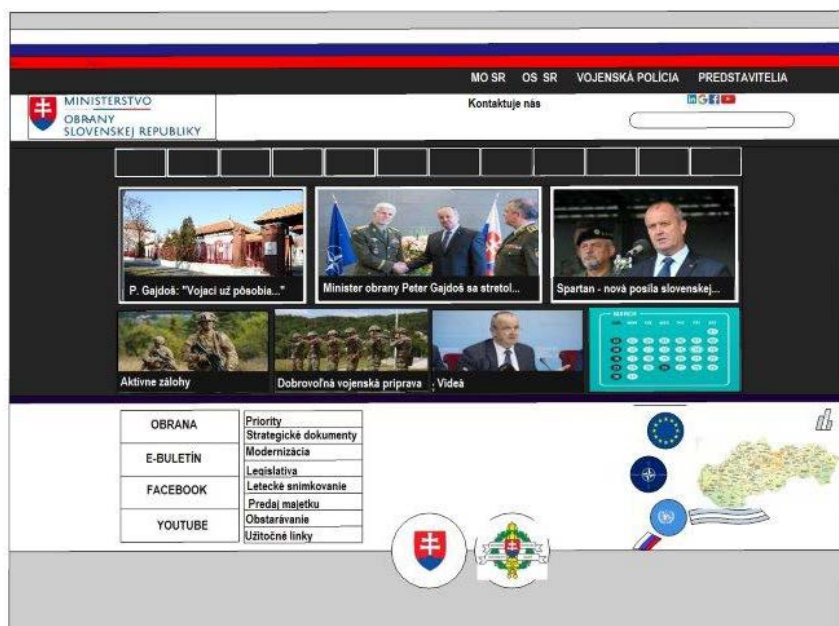 MO SR OS SR VOJENSKÁ POLÍCIA PREDSTAVITELIA
MINISTERSTVO
OBRANY
SLOVENSKEJ REPUBLIKY
Kontaktuje nás
P. Gajdoš: "Vojaci už pôsobia..."
Minister obrany Peter Gajdoš sa stretol...
Spartan - nová posila slovenskej...
Aktívne zálohy
Dobrovoľná vojenská príprava
; Videá
MARCH
OBRANA
E-BULETÍN
FACEBOOK
YOUTUBE
Priority
Strategické dokumenty
Modernizácia
Legislatíva
Letecké snímkovanie
Predaj majetku
Obstarávanie
Užitočné linky